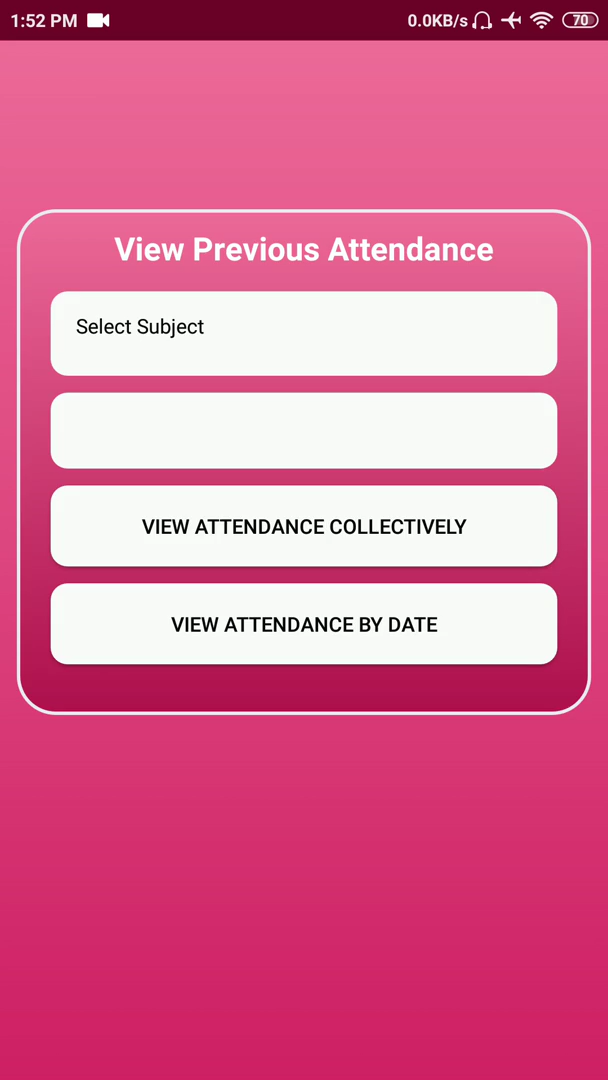 1:52 PM 0.0KB/s 70
View Previous Attendance
Select Subject
VIEW ATTENDANCE COLLECTIVELY
VIEW ATTENDANCE BY DATE